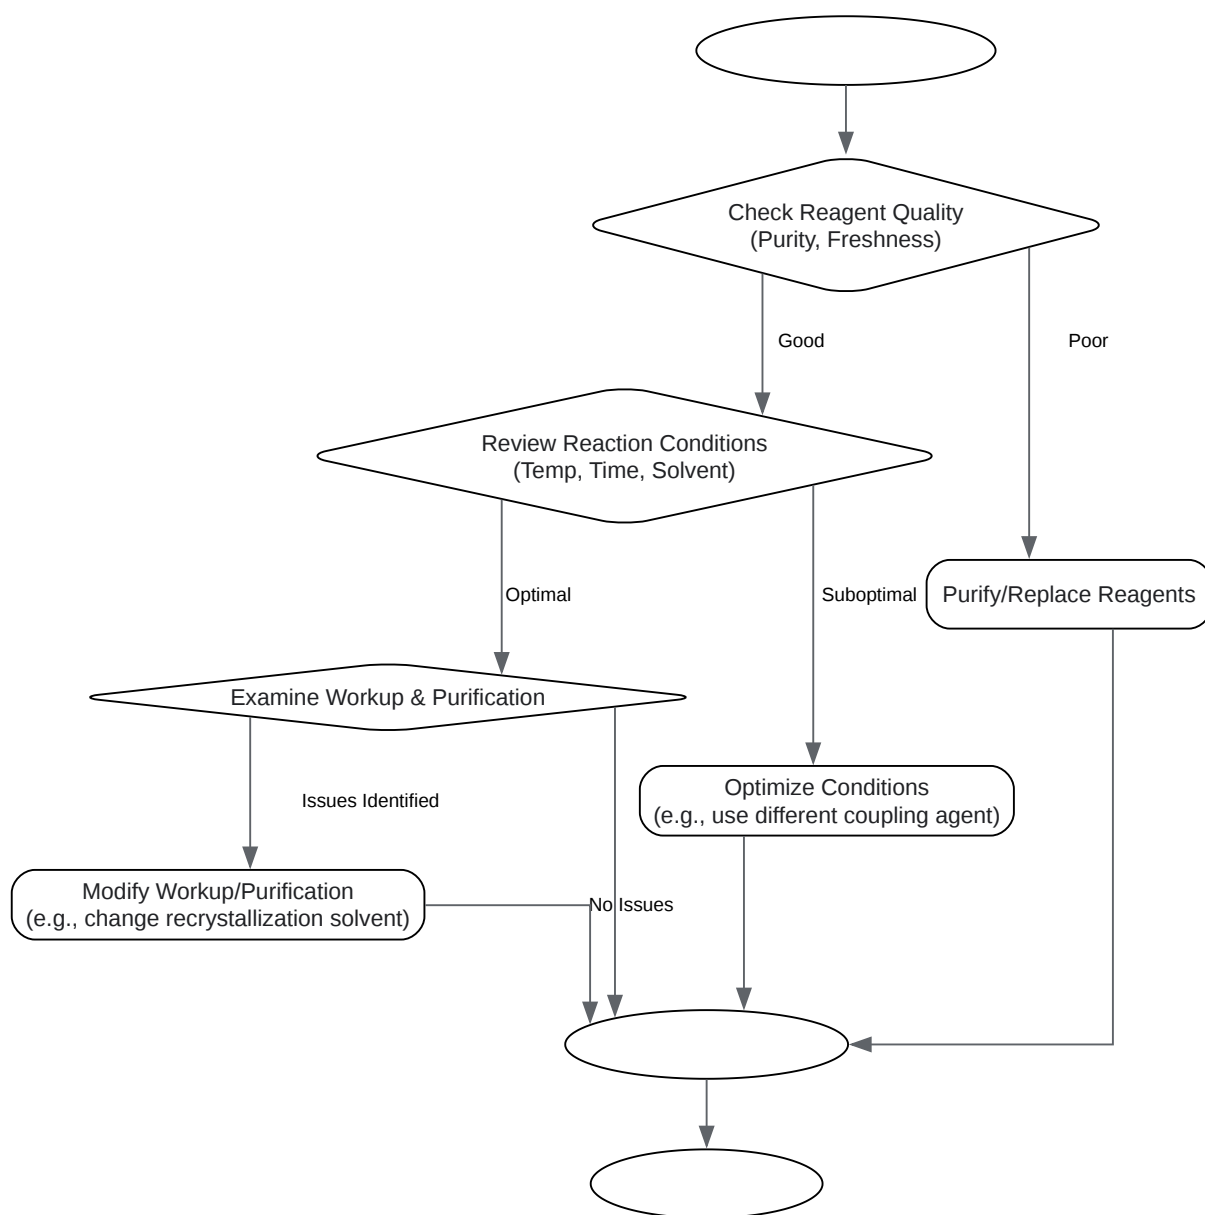 Check Reagent Quality
(Purity, Freshness)
Good
Poor
Review Reaction Conditions
(Temp, Time, Solvent)
Optimal
Suboptimal
Purify/Replace Reagents
Examine Workup & Purification
Issues Identified
Optimize Conditions
(e.g., use different coupling agent)
Modify Workup/Purification
(e.g., change recrystallization solvent)
No Issues